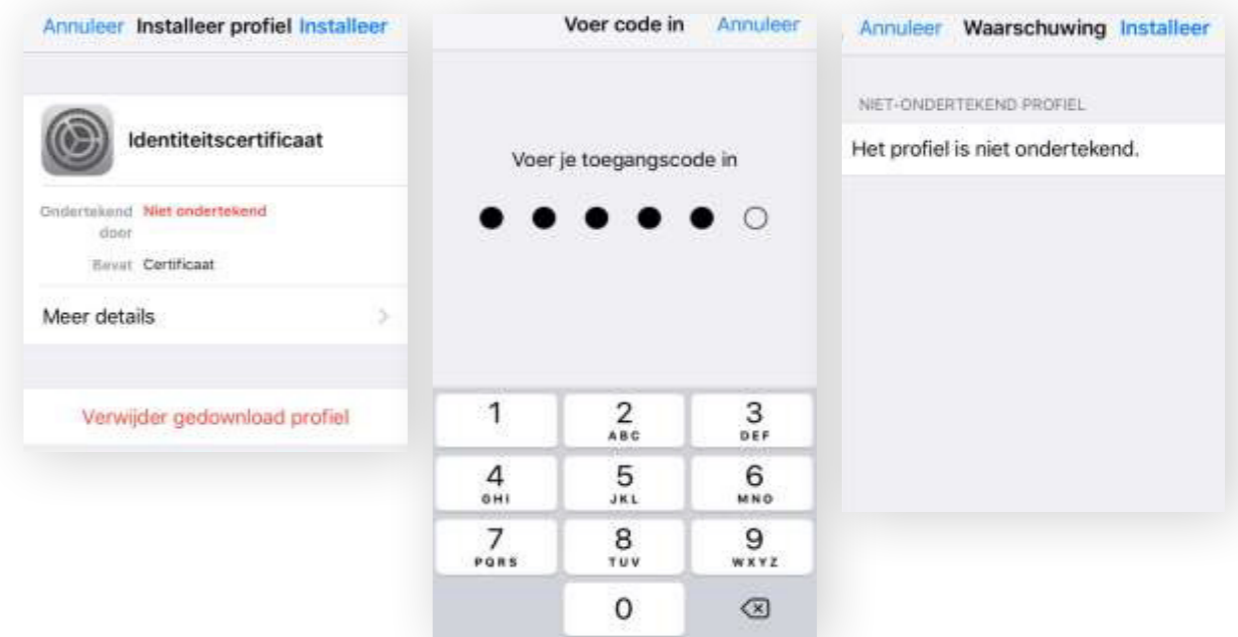 Annuleer Installeer profiel Installeer
Identiteitscertificaat
Ondertekend door Niet ondertekend
Bevat Certificaat
Meer details
Verwijder gedownload profiel
Voer code in Annuleer
Voer je toegangscode in
1
2
ABC
3
DEF
4
GHI
5
JKL
6
MNO
7
PQRS
8
TUV
9
WXYZ
0
Annuleer Waarschuwing Installeer
NIET-ONDERTEKEND PROFIEL
Het profiel is niet ondertekend.